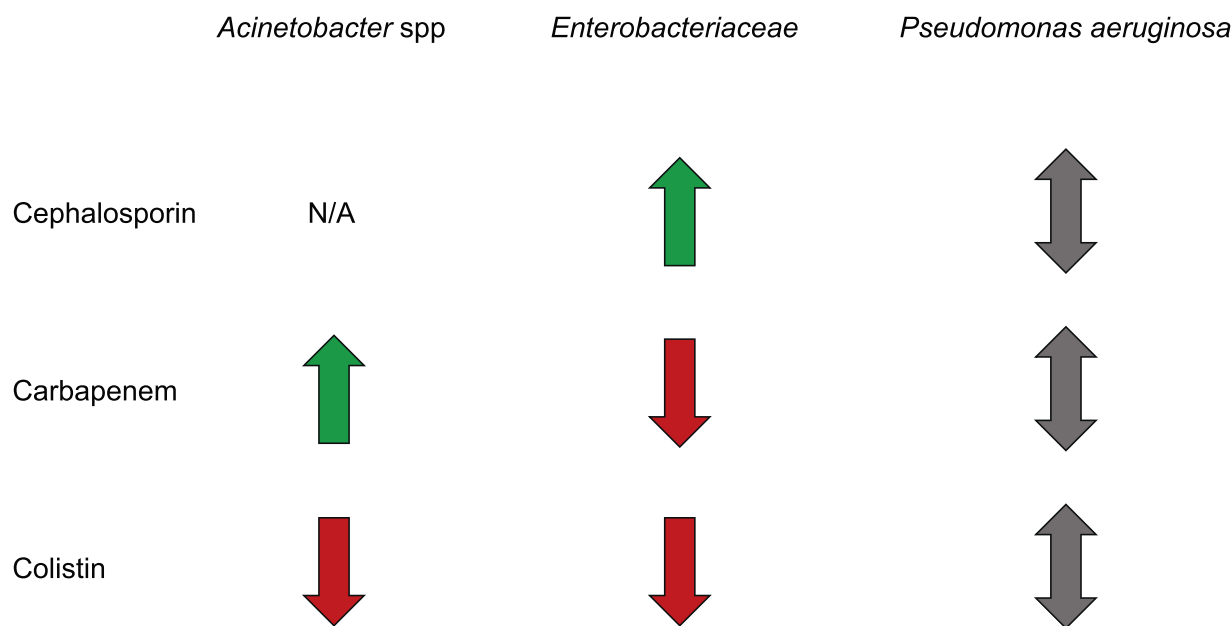 Acinetobacter spp Enterobacteriaceae Pseudomonas aeruginosa
Cephalosporin N/A
Carbapenem
Colistin